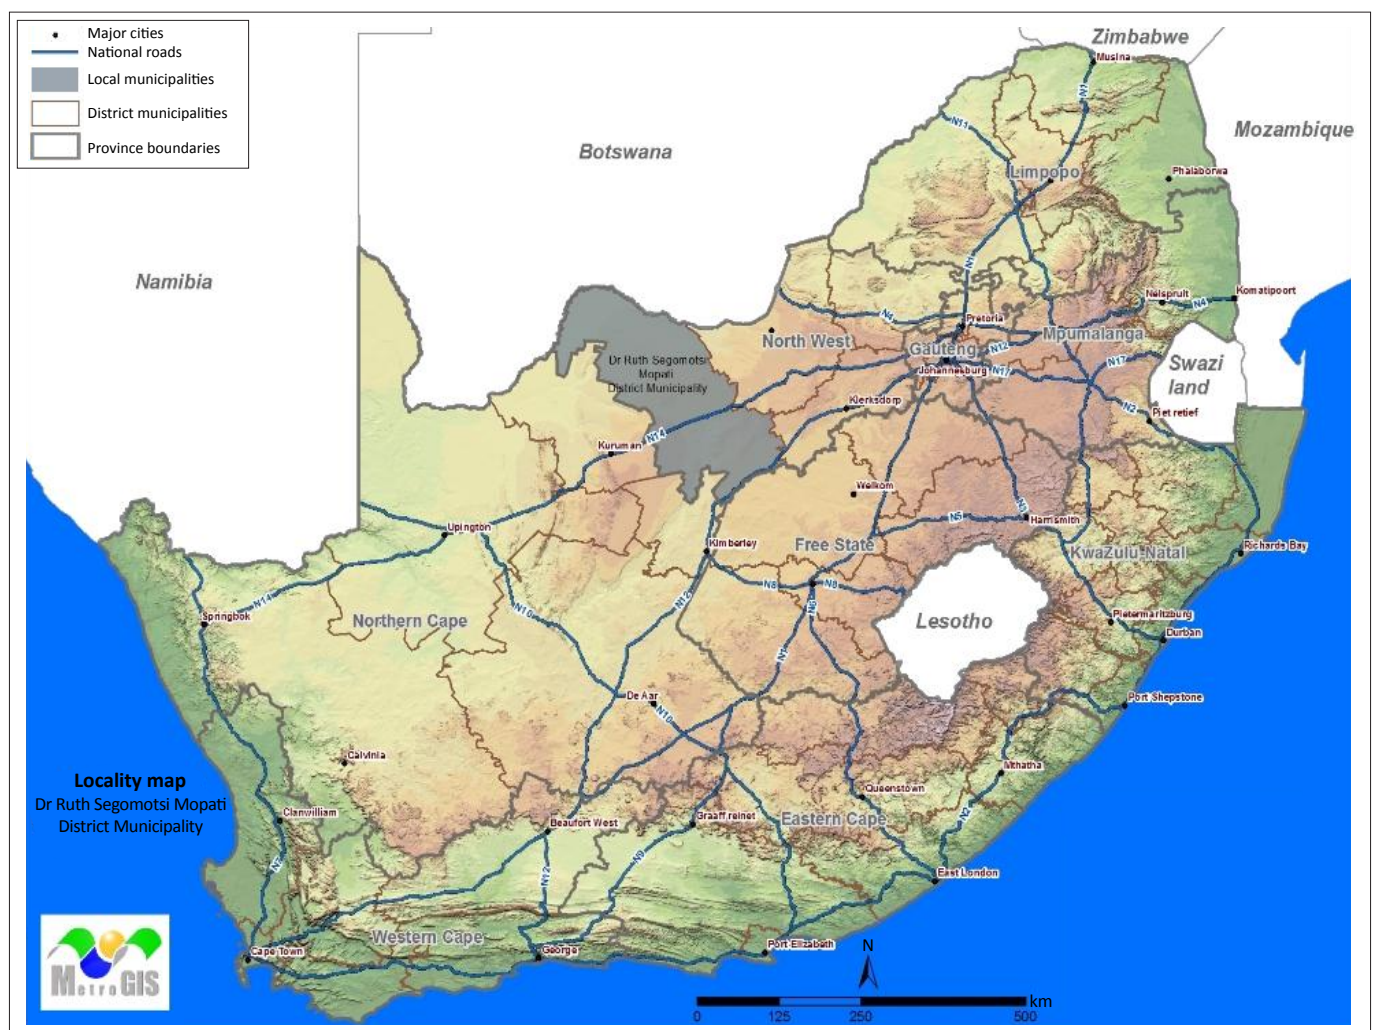 Major cities
National roads
Local municipalities
District municipalities
Province boundaries
Zimbabwe
Musina
N1
Mozambique
N11
Botswana
Limpopo
Phalaborwa
Namibia
N1
Nelspruit
N4
Komatipoort
N4
Pretoria
North West
Gauteng
N12
Mpumalanga
Dr Ruth Segomotsi
Mopati
District Municipality
Johannesburg
N17
N17
Swazi
land
Klerksdorp
N2
Piet retief
N14
Kuruman
Welkom
N5
N3
Harrismith
Upington
Kimberley
Free State
KwaZulu-Natal
Richards Bay
N8
N8
N6
N14
N10
N12
Springbok
Northern Cape
Lesotho
Pietermaritzburg
Durban
N1
De Aar
N10
Port Shepstone
Calvinia
Mthatha
Locality map
Dr Ruth Segomotsi Mopati
District Municipality
Queenstown
Clanwilliam
Beaufort West
Graaff reinet
Eastern Cape
N2
N7
N9
N12
East London
Western Cape
Cape Town
George
Port Elizabeth
N
MetroGIS
km
0 125 250 500